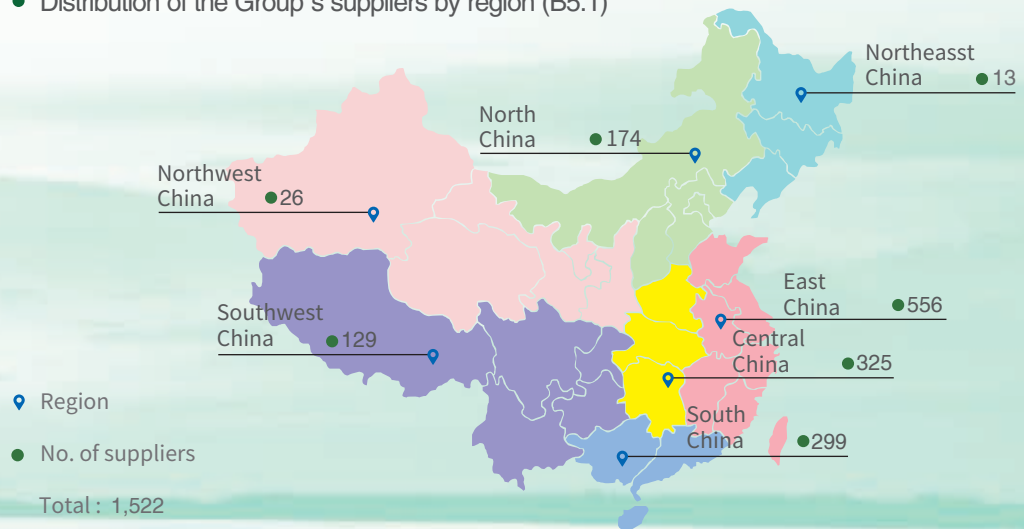 Distribution of the Group's suppliers by region (B5.1)
Northeasst
China
13
North
China
174
Northwest
China
26
East
China
556
Southwest
China
129
Central
China
325
South
China
299
Region
No. of suppliers
Total : 1,522